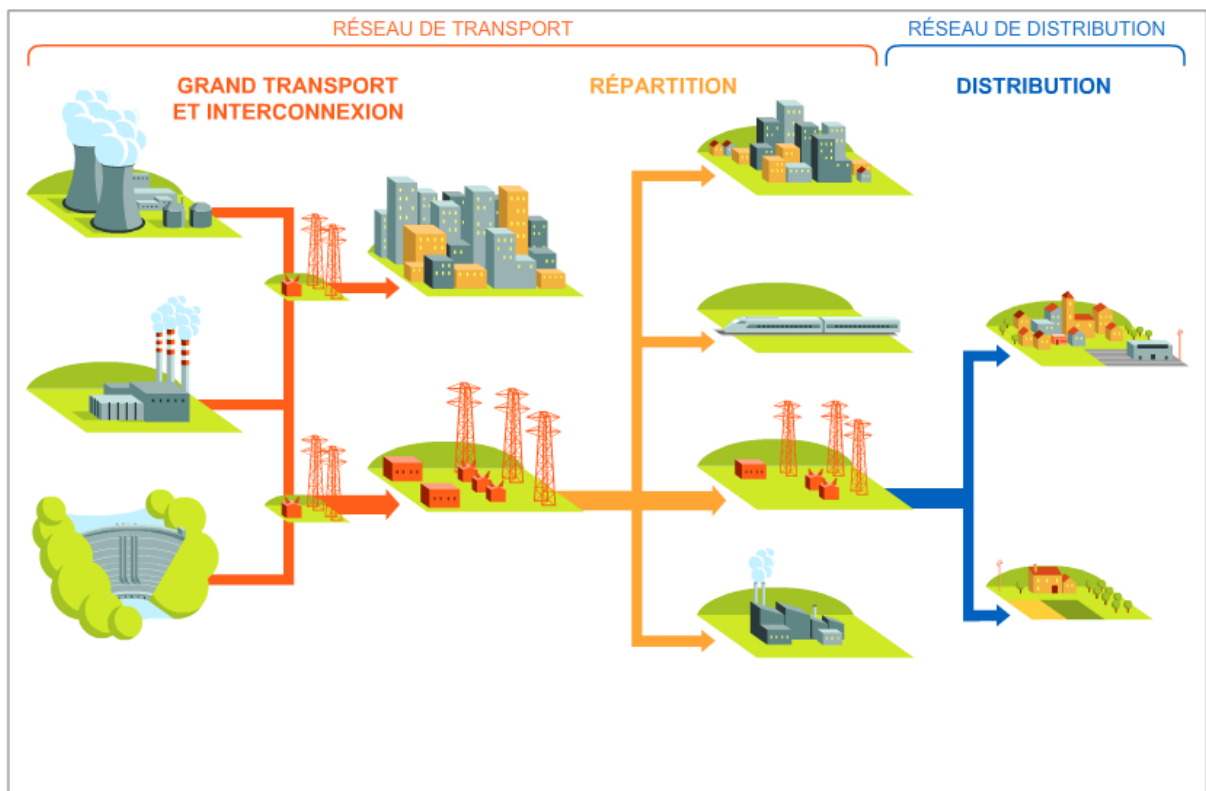 RÉSEAU DE TRANSPORT
RÉSEAU DE DISTRIBUTION
GRAND TRANSPORT
ET INTERCONNEXION
RÉPARTITION
DISTRIBUTION